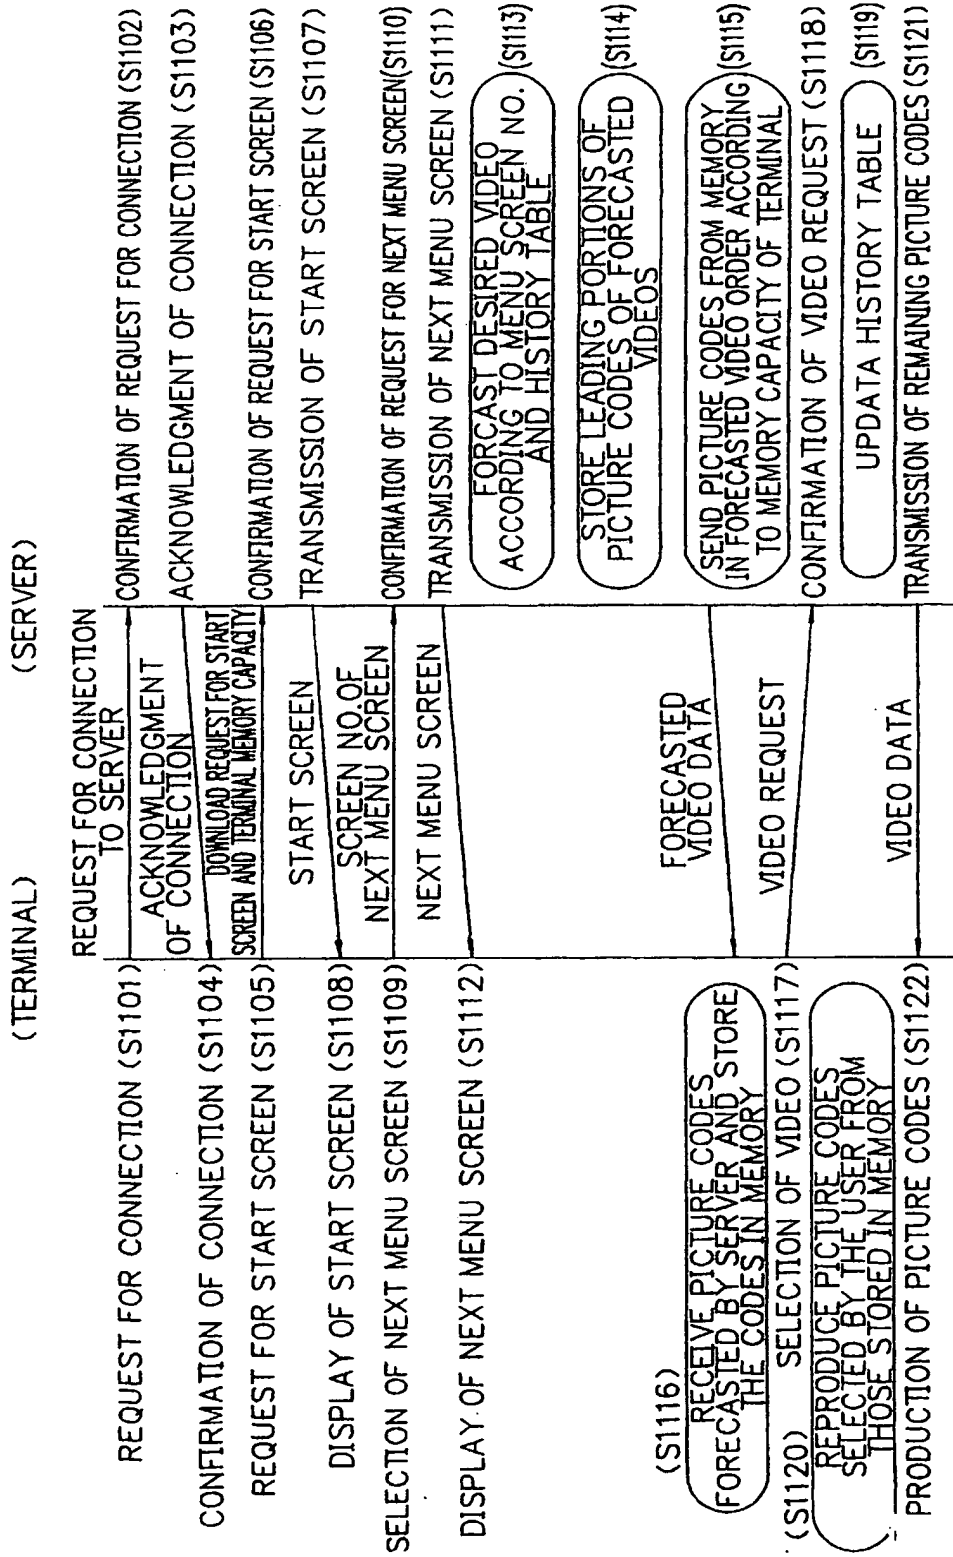 (TERMINAL)
(SERVER)
REQUEST FOR CONNECTION (S1101)
REQUEST FOR CONNECTION
TO SERVER
CONFIRMATION OF REQUEST FOR CONNECTION (S1102)
ACKNOWLEDGMENT OF CONNECTION (S1103)
ACKNOWLEDGMENT
OF CONNECTION
CONFIRMATION OF CONNECTION (S1104)
REQUEST FOR START SCREEN (S1105)
DOWNLOAD REQUEST FOR START
SCREEN AND TERMINAL MEMORY CAPACITY
CONFIRMATION OF REQUEST FOR START SCREEN (S1106)
TRANSMISSION OF START SCREEN (S1107)
START SCREEN
DISPLAY OF START SCREEN (S1108)
SELECTION OF NEXT MENU SCREEN (S1109)
SCREEN NO.OF
NEXT MENU SCREEN
CONFIRMATION OF REQUEST FOR NEXT MENU SCREEN(S1110)
TRANSMISSION OF NEXT MENU SCREEN (S1111)
NEXT MENU SCREEN
DISPLAY OF NEXT MENU SCREEN (S1112)
FORCAST DESIRED VIDEO
ACCORDING TO MENU SCREEN NO.
AND HISTORY TABLE
(S1113)
STORE LEADING PORTIONS OF
PICTURE CODES OF FORECASTED
VIDEOS
(S1114)
SEND PICTURE CODES FROM MEMORY
IN FORECASTED VIDEO ORDER ACCORDING
TO MEMORY CAPACITY OF TERMINAL
(S1115)
FORECASTED
VIDEO DATA
(S1116)
RECEIVE PICTURE CODES
FORECASTED BY SERVER AND STORE
THE CODES IN MEMORY
SELECTION OF VIDEO (S1117)
VIDEO REQUEST
CONFIRMATION OF VIDEO REQUEST (S1118)
UPDATA HISTORY TABLE
(S1119)
(S1120)
REPRODUCE PICTURE CODES
SELECTED BY THE USER FROM
THOSE STORED IN MEMORY
TRANSMISSION OF REMAINING PICTURE CODES (S1121)
VIDEO DATA
PRODUCTION OF PICTURE CODES (S1122)